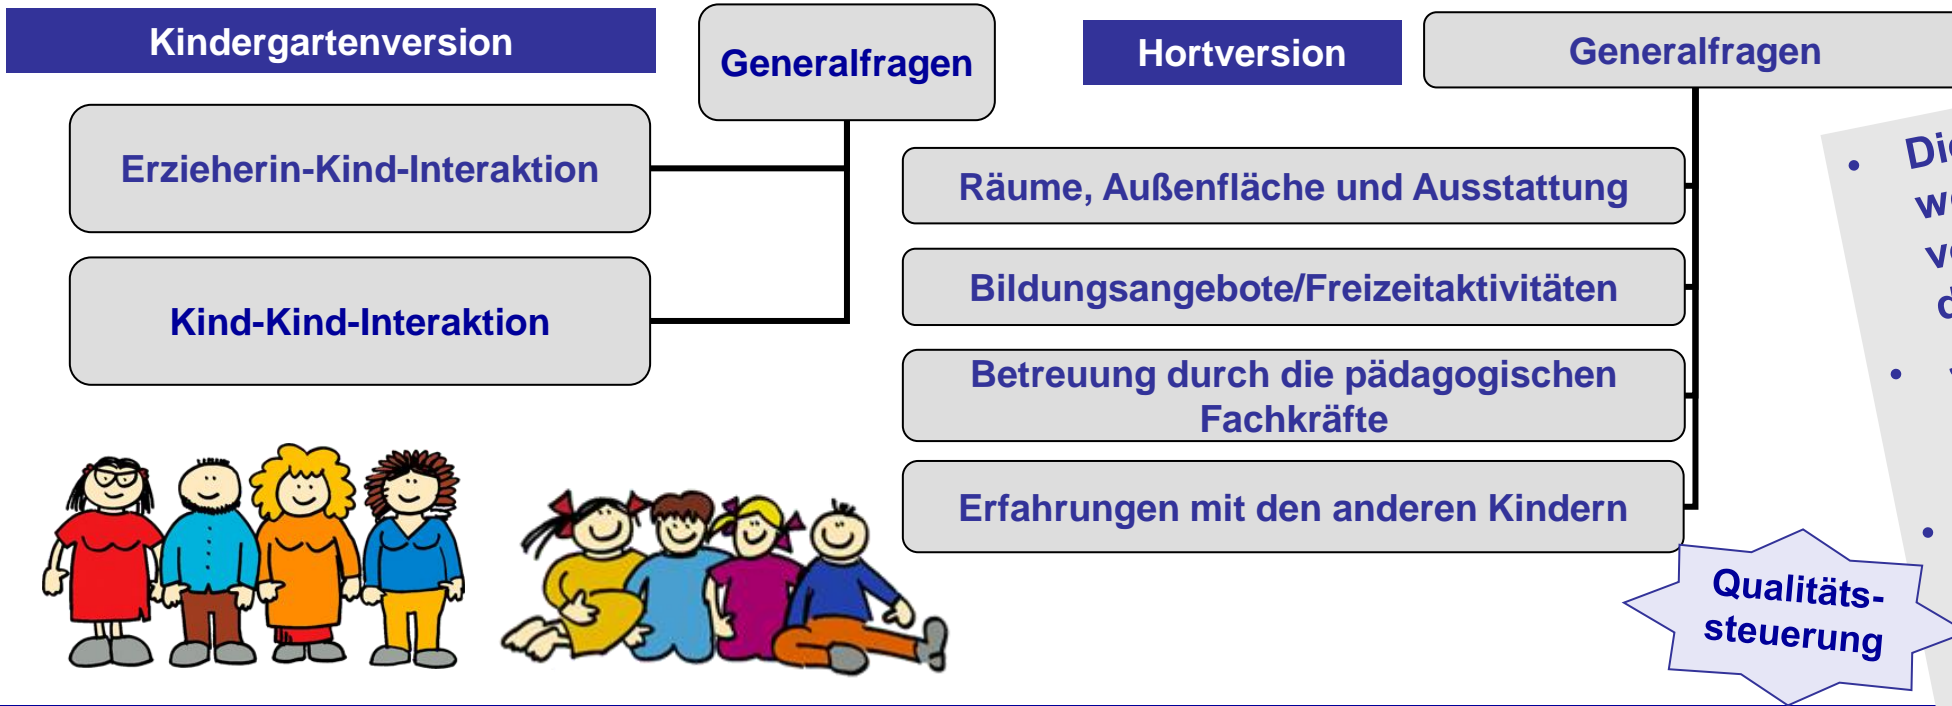 Kindergartenversion
Generalfragen
Erzieherin-Kind-Interaktion
Kind-Kind-Interaktion
Hortversion
Generalfragen
Räume, Außenfläche und Ausstattung
Bildungsangebote/Freizeitaktivitäten
Betreuung durch die pädagogischen
Fachkräfte
Erfahrungen mit den anderen Kindern
Qualitäts-
steuerung